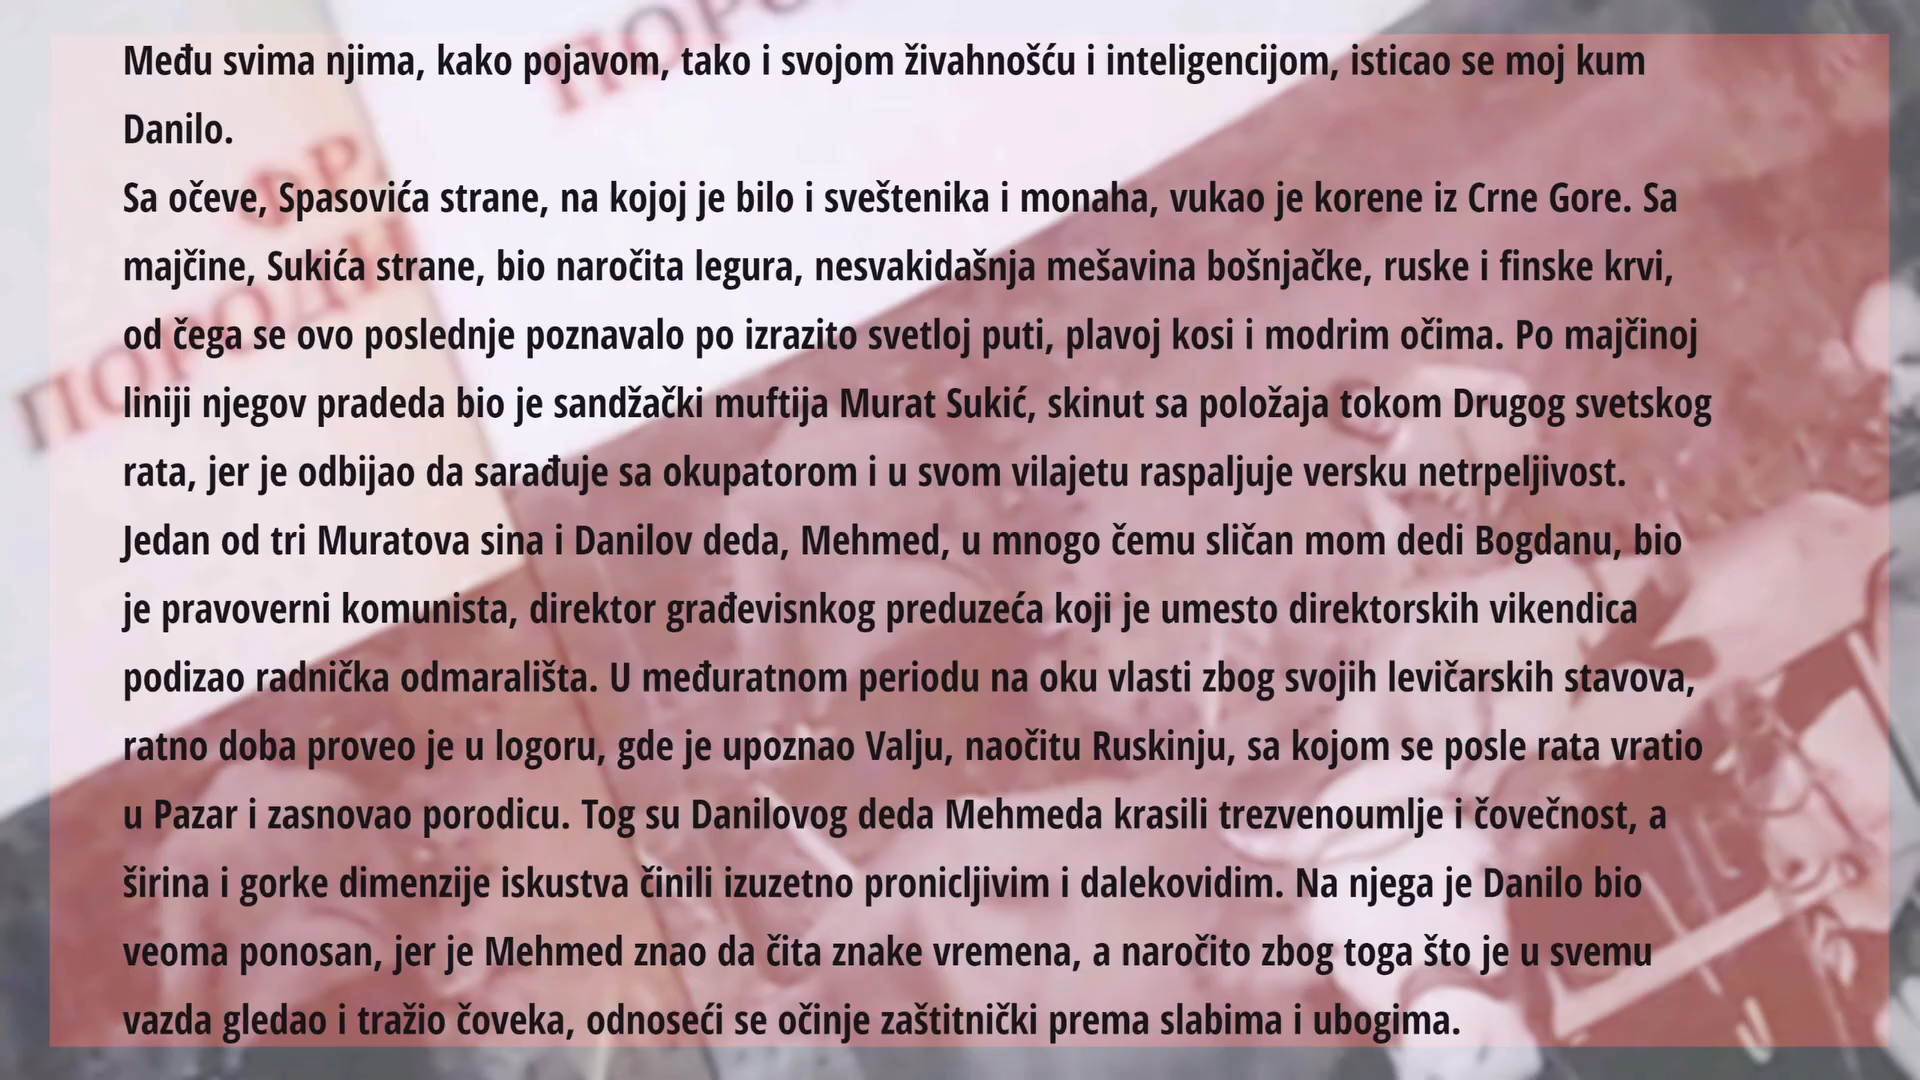 Među svima njima, kako pojavom, tako i svojom živahnošću i inteligencijom, isticao se moj kum
Danilo.
Sa očeve, Spasovića strane, na kojoj je bilo i sveštenika i monaha, vukao je korene iz Crne Gore. Sa
majčine, Sukića strane, bio naročita legura, nesvakidašnja mešavina bošnjačke, ruske i finske krvi,
od čega se ovo poslednje poznavalo po izrazito svetloj puti, plavoj kosi i modrim očima. Po majčinoj
liniji njegov pradeda bio je sandžački muftija Murat Sukić, skinut sa položaja tokom Drugog svetskog
rata, jer je odbijao da sarađuje sa okupatorom i u svom vilajetu raspaljuje versku netrpeljivost.
Jedan od tri Muratova sina i Danilov deda, Mehmed, u mnogo čemu sličan mom dedi Bogdanu, bio
je pravoverni komunista, direktor građevisnkog preduzeća koji je umesto direktorskih vikendica
podizao radnička odmarališta. U međuratnom periodu na oku vlasti zbog svojih levičarskih stavova,
ratno doba proveo je u logoru, gde je upoznao Valju, naočitu Ruskinju, sa kojom se posle rata vratio
u Pazar i zasnovao porodicu. Tog su Danilovog deda Mehmeda krasili trezvenoumlje i čovečnost, a
širina i gorke dimenzije iskustva činili izuzetno pronicljivim i dalekovidim. Na njega je Danilo bio
veoma ponosan, jer je Mehmed znao da čita znake vremena, a naročito zbog toga što je u svemu
vazda gledao i tražio čoveka, odnoseći se očinje zaštitnički prema slabima i ubogima.